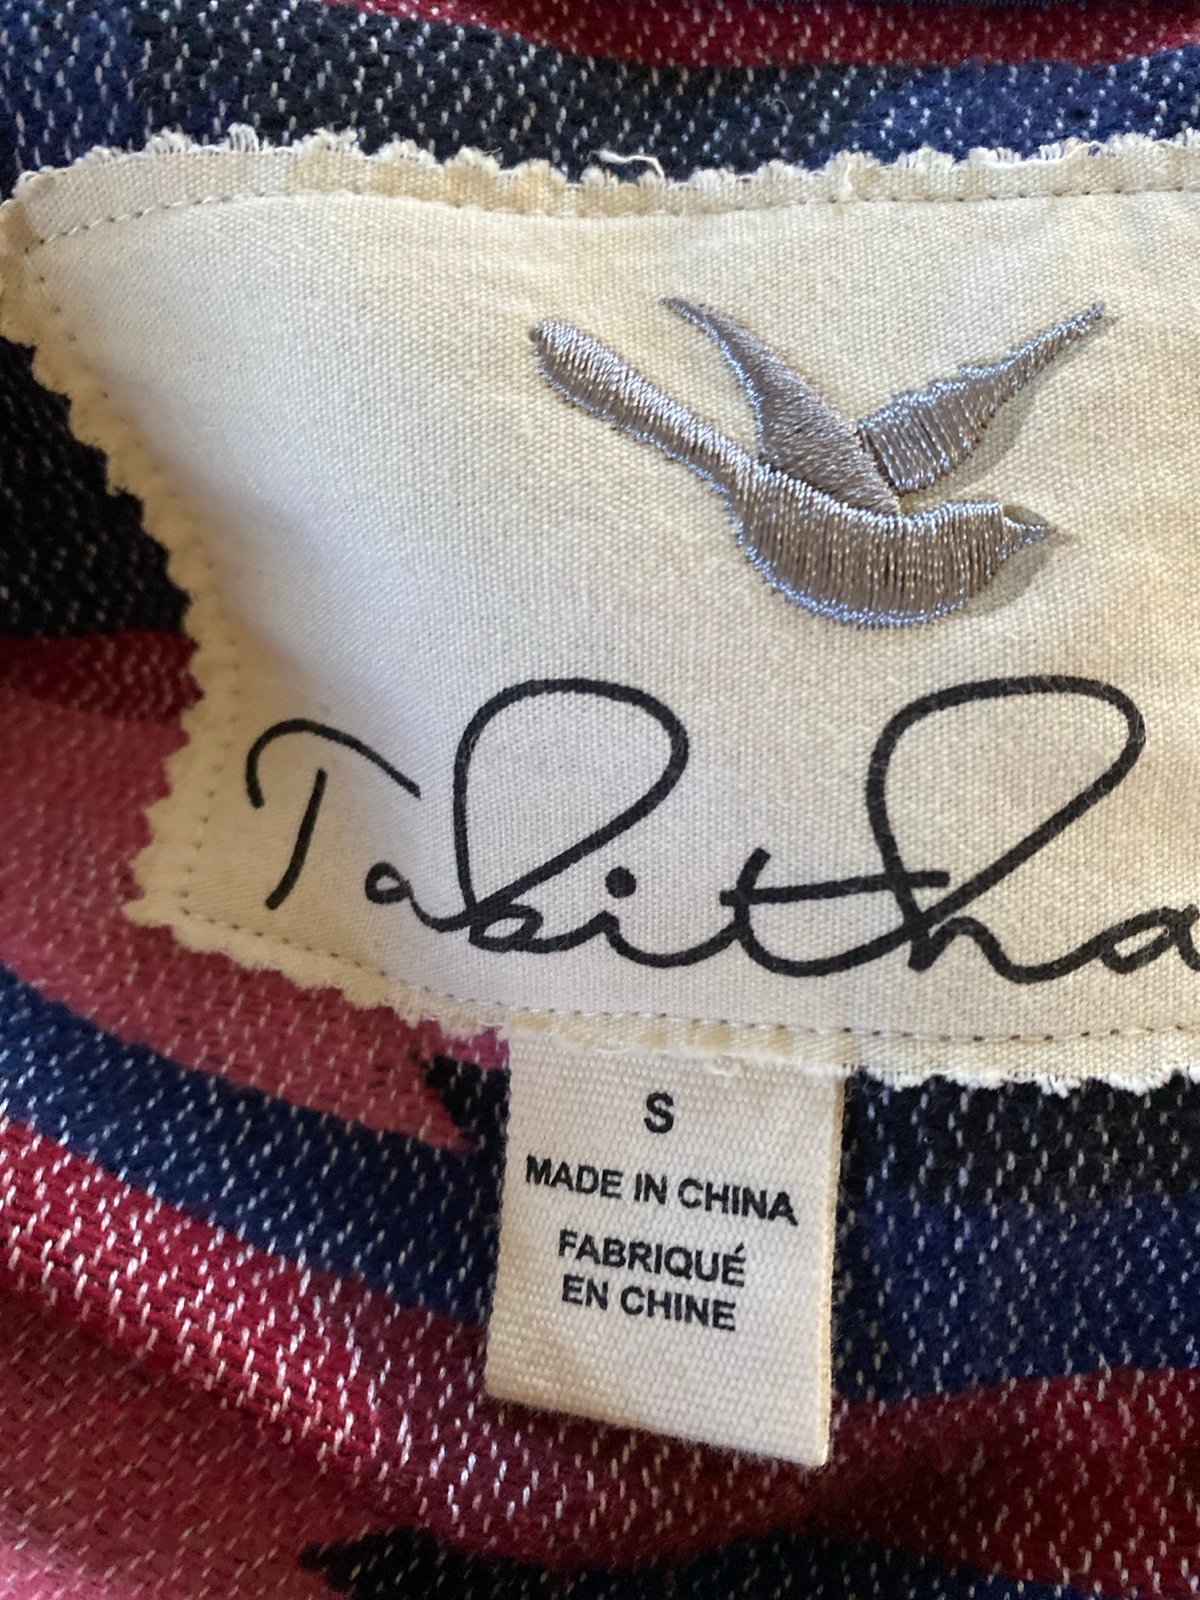 Tabitha
S
MADE IN CHINA
FABRIQUÉ
EN CHINE